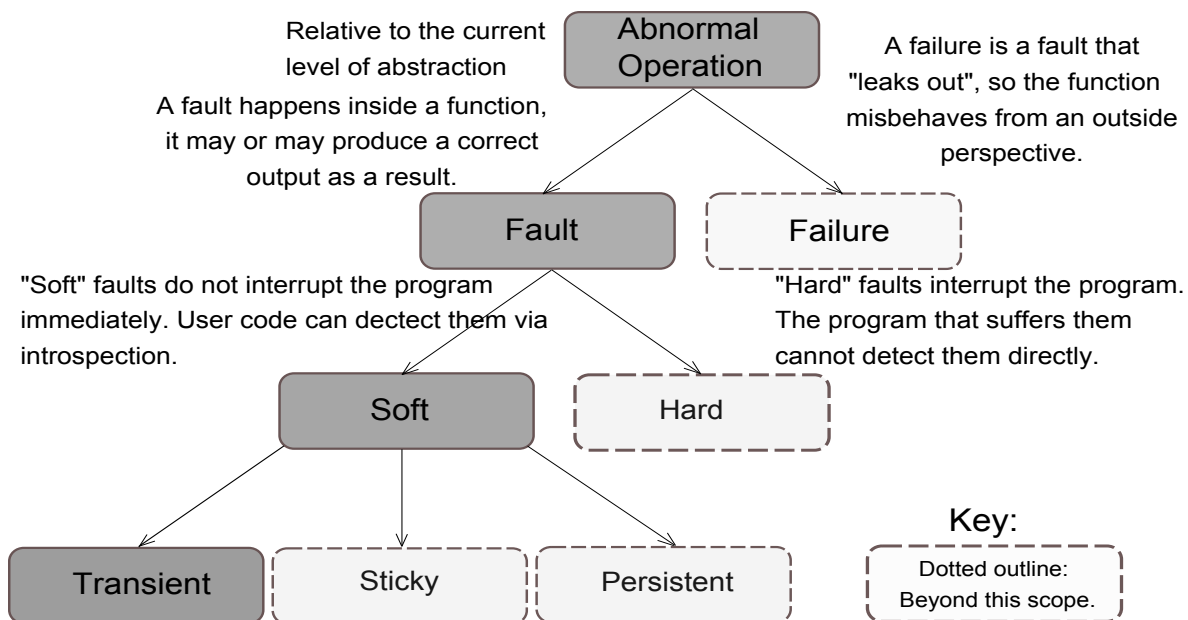 Relative to the current
level of abstraction
Abnormal
Operation
A fault happens inside a function,
it may or may produce a correct
output as a result.
A failure is a fault that
"leaks out", so the function
misbehaves from an outside
perspective.
Fault
Failure
"Soft" faults do not interrupt the program
immediately. User code can dectect them via
introspection.
"Hard" faults interrupt the program.
The program that suffers them
cannot detect them directly.
Soft
Hard
Transient
Sticky
Persistent
Key:
Dotted outline:
Beyond this scope.